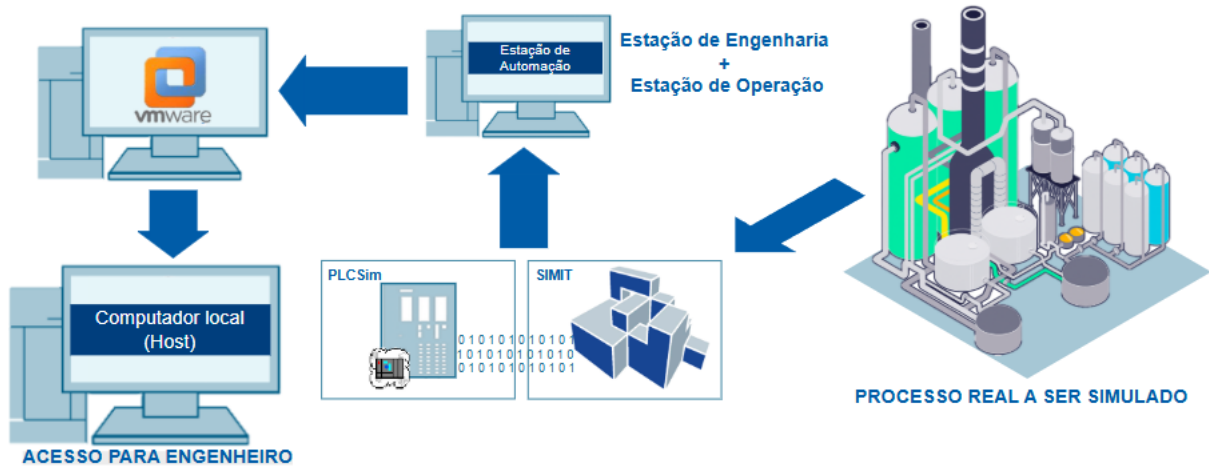 vmware
Estação de
Automação
Estação de Engenharia
+
Estação de Operação
PLCSim
SIMIT
0 1 0 1 0 1 0 1 0 1 0 1
1 0 1 0 1 0 1 0 1 0 1 0
0 1 0 1 0 1 0 1 0 1 0 1
Computador local
(Host)
PROCESSO REAL A SER SIMULADO
ACESSO PARA ENGENHEIRO